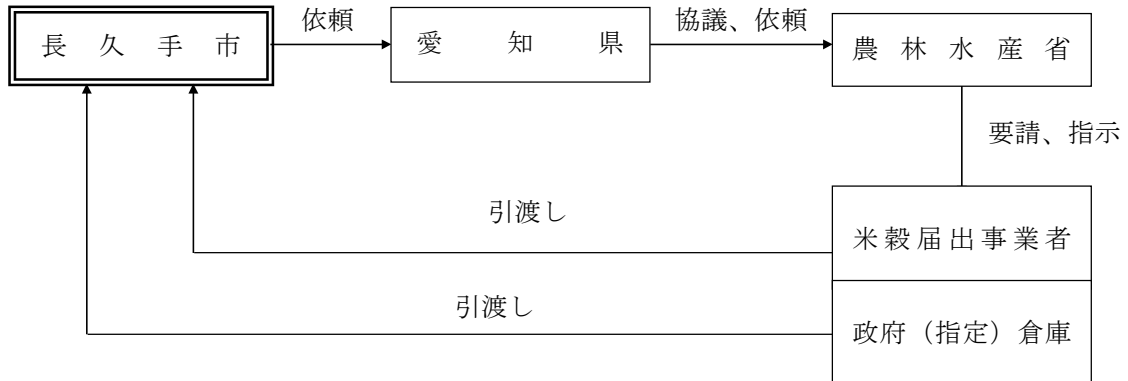 依頼
協議、依頼
長久手市
愛知県
農林水産省
要請、指示
引渡し
米穀届出事業者
引渡し
政府（指定）倉庫